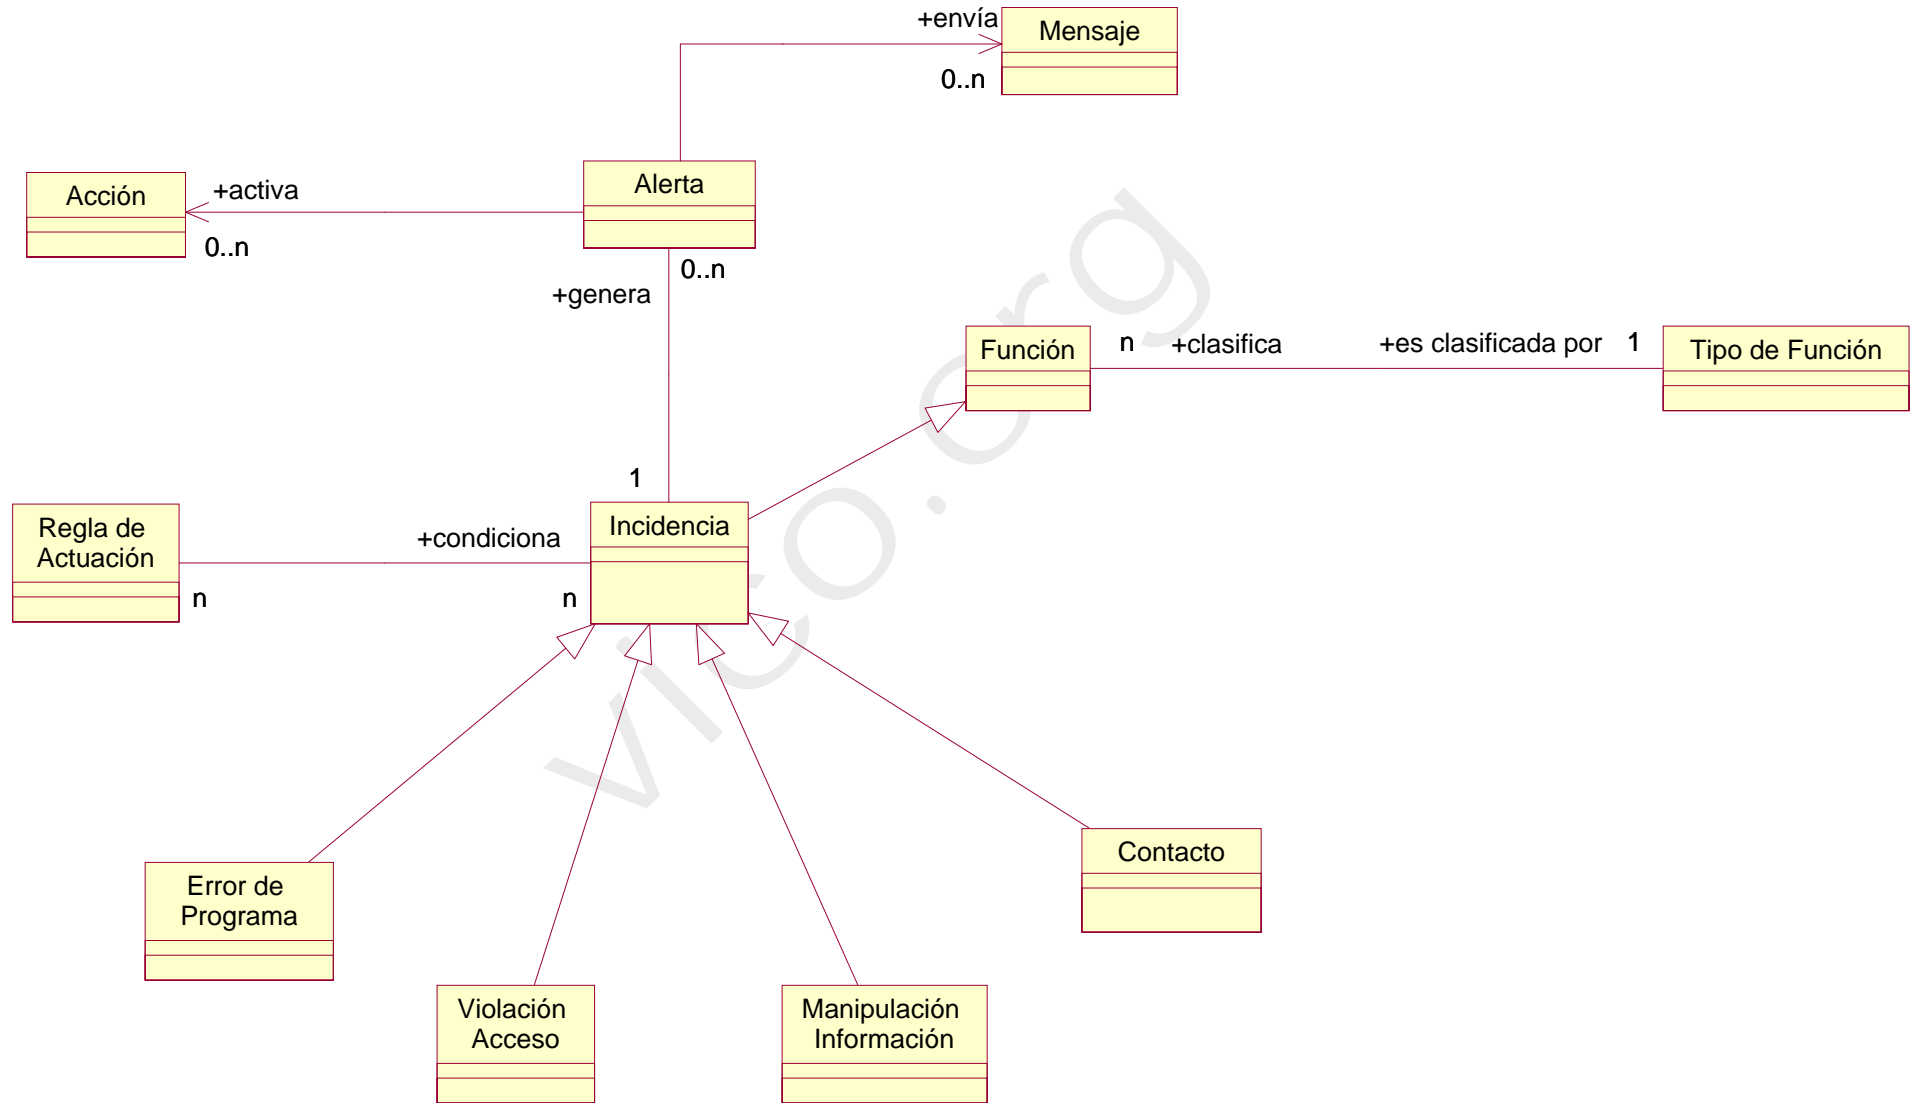 +envía
Mensaje
0..n
Acción
+activa
0..n
Alerta
0..n
+genera
Función
n
+clasifica
+es clasificada por
1
Tipo de Función
1
Regla de
Actuación
n
+condiciona
n
Incidencia
Error de
Programa
Violación
Acceso
Manipulación
Información
Contacto
vico.org